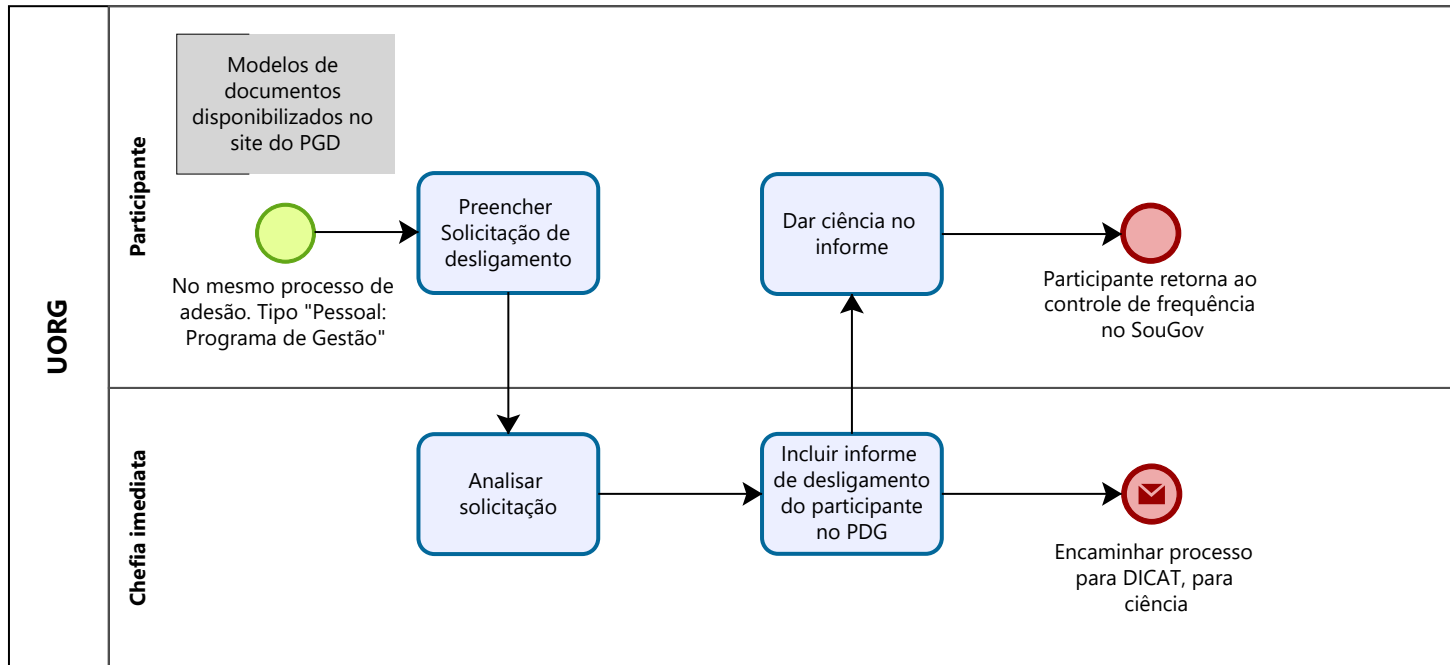 UORG
Participante
Modelos de
documentos
disponibilizados no
site do PGD
No mesmo processo de
adesão. Tipo "Pessoal:
Programa de Gestão"
Preencher
Solicitação de
desligamento
Dar ciência no
informe
Participante retorna ao
controle de frequência
no SouGov
Chefia imediata
Analisar
solicitação
Incluir informe
de desligamento
do participante
no PDG
Encaminhar processo
para DICAT, para
ciência